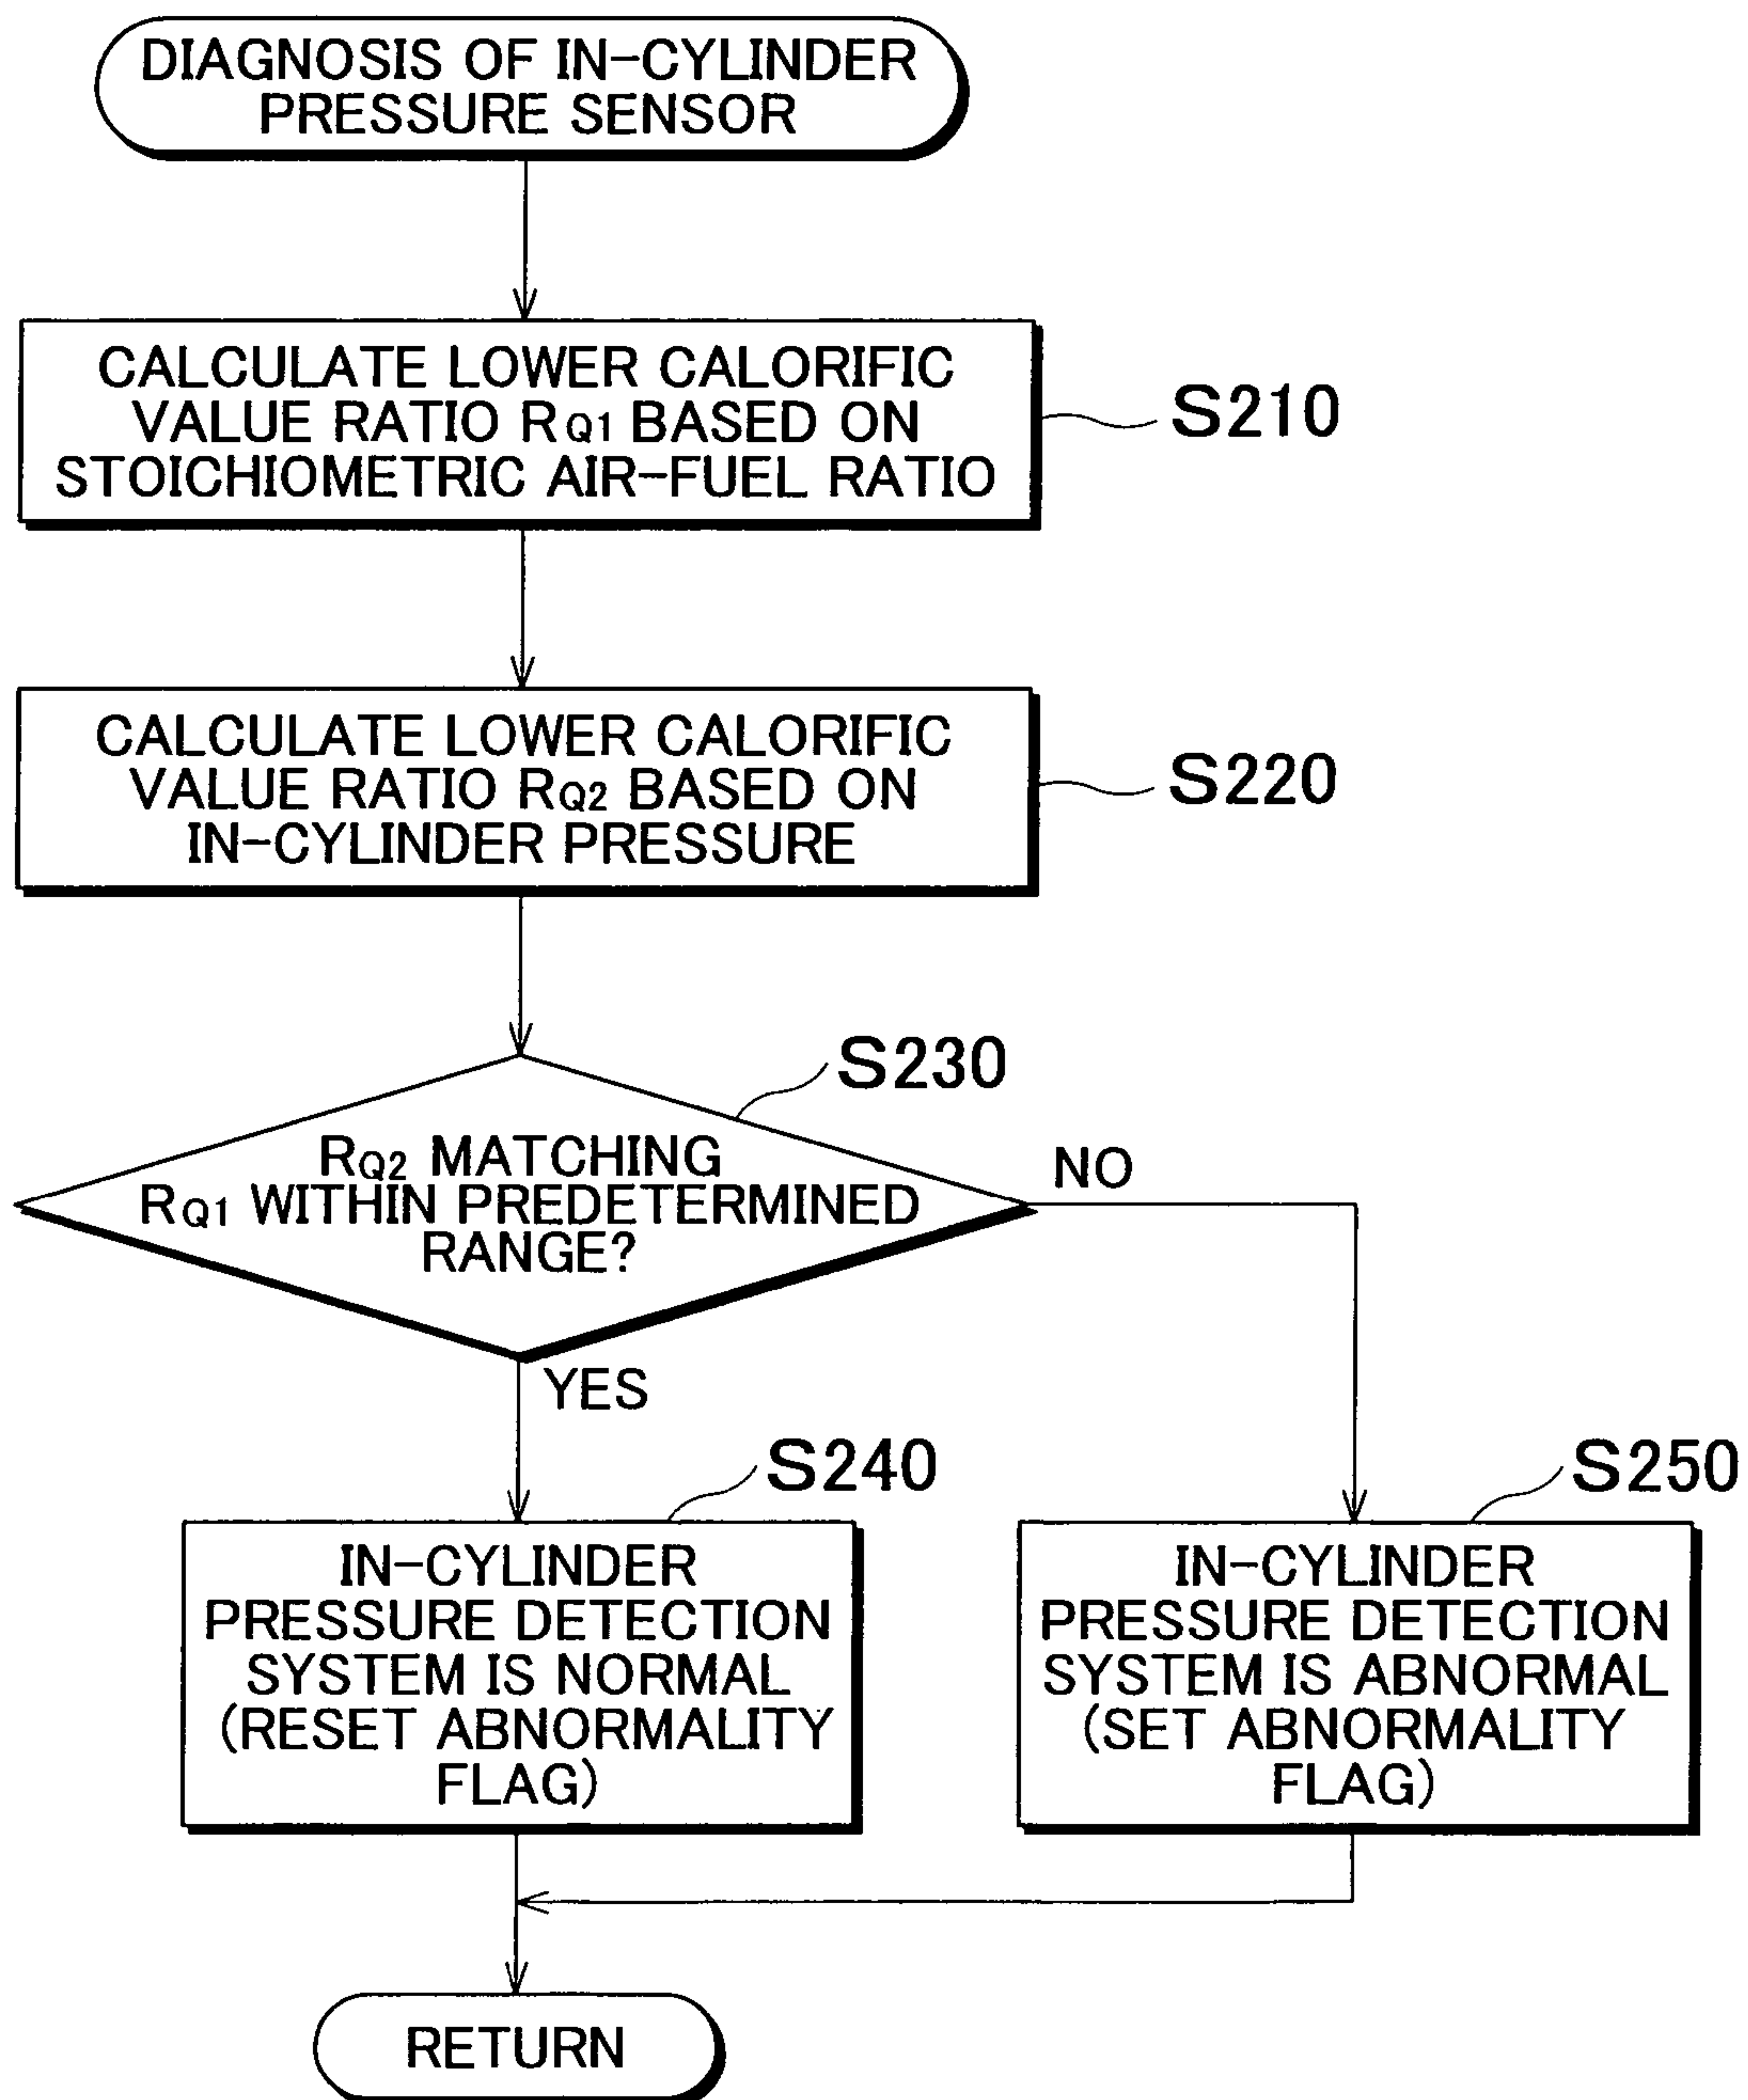 DIAGNOSIS OF IN-CYLINDER
PRESSURE SENSOR
CALCULATE LOWER CALORIFIC
VALUE RATIO RQ1 BASED ON
STOICHIOMETRIC AIR-FUEL RATIO
S210
CALCULATE LOWER CALORIFIC
VALUE RATIO RQ2 BASED ON
IN-CYLINDER PRESSURE
S220
S230
RQ2 MATCHING
RQ1 WITHIN PREDETERMINED
RANGE?
NO
YES
S240
IN-CYLINDER
PRESSURE DETECTION
SYSTEM IS NORMAL
(RESET ABNORMALITY
FLAG)
S250
IN-CYLINDER
PRESSURE DETECTION
SYSTEM IS ABNORMAL
(SET ABNORMALITY
FLAG)
RETURN